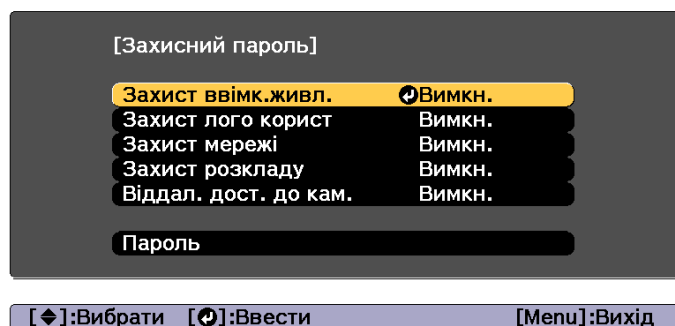 [Захисний пароль]
Захист ввімк.живл. Вимкн.
Захист лого корист Вимкн.
Захист мережі Вимкн.
Захист розкладу Вимкн.
Віддал. дост. до кам. Вимкн.
Пароль
[◆]:Вибрати [↵]:Ввести [Menu]:Вихід